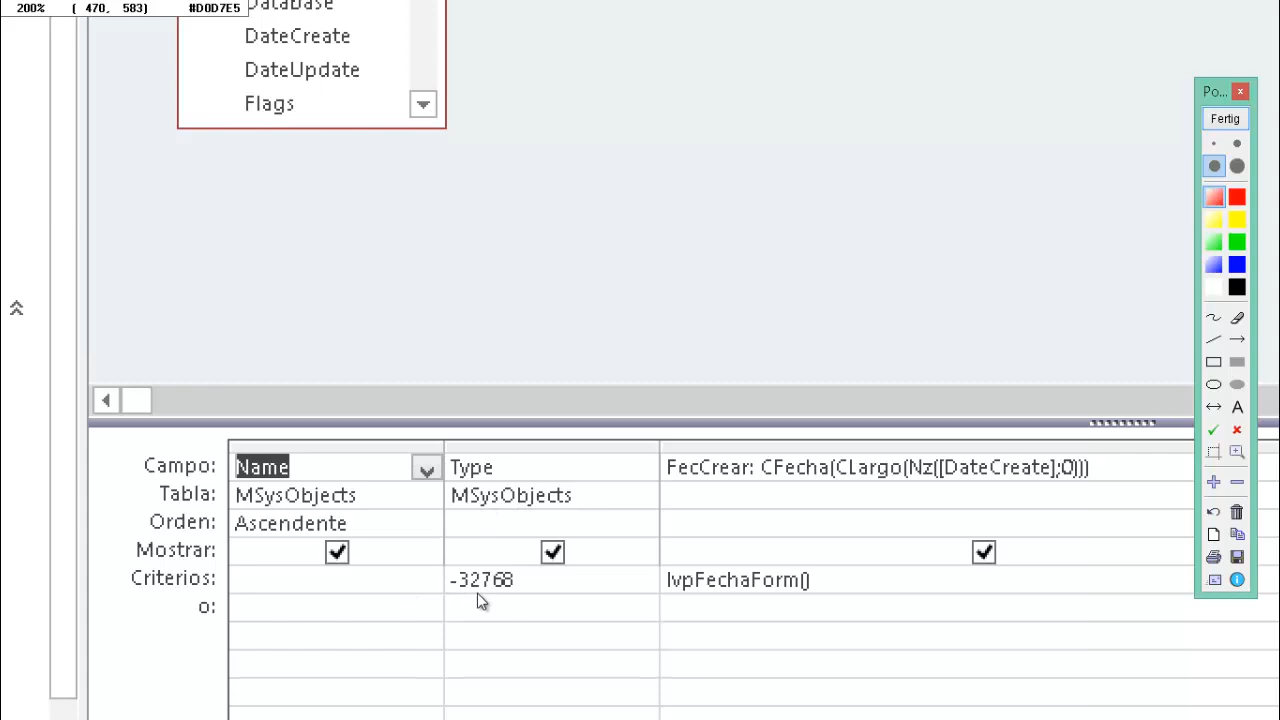 200% ( 470, 583) #D0D7E5
DataBase
DateCreate
DateUpdate
Flags
Po...
Fertig
A
Campo: Name Type FecCrear: CFecha(CLargo(Nz([DateCreate];0)))
Tabla: MSysObjects MSysObjects
Orden: Ascendente
Mostrar:
Criterios: -32768 lvpFechaForm()
o: